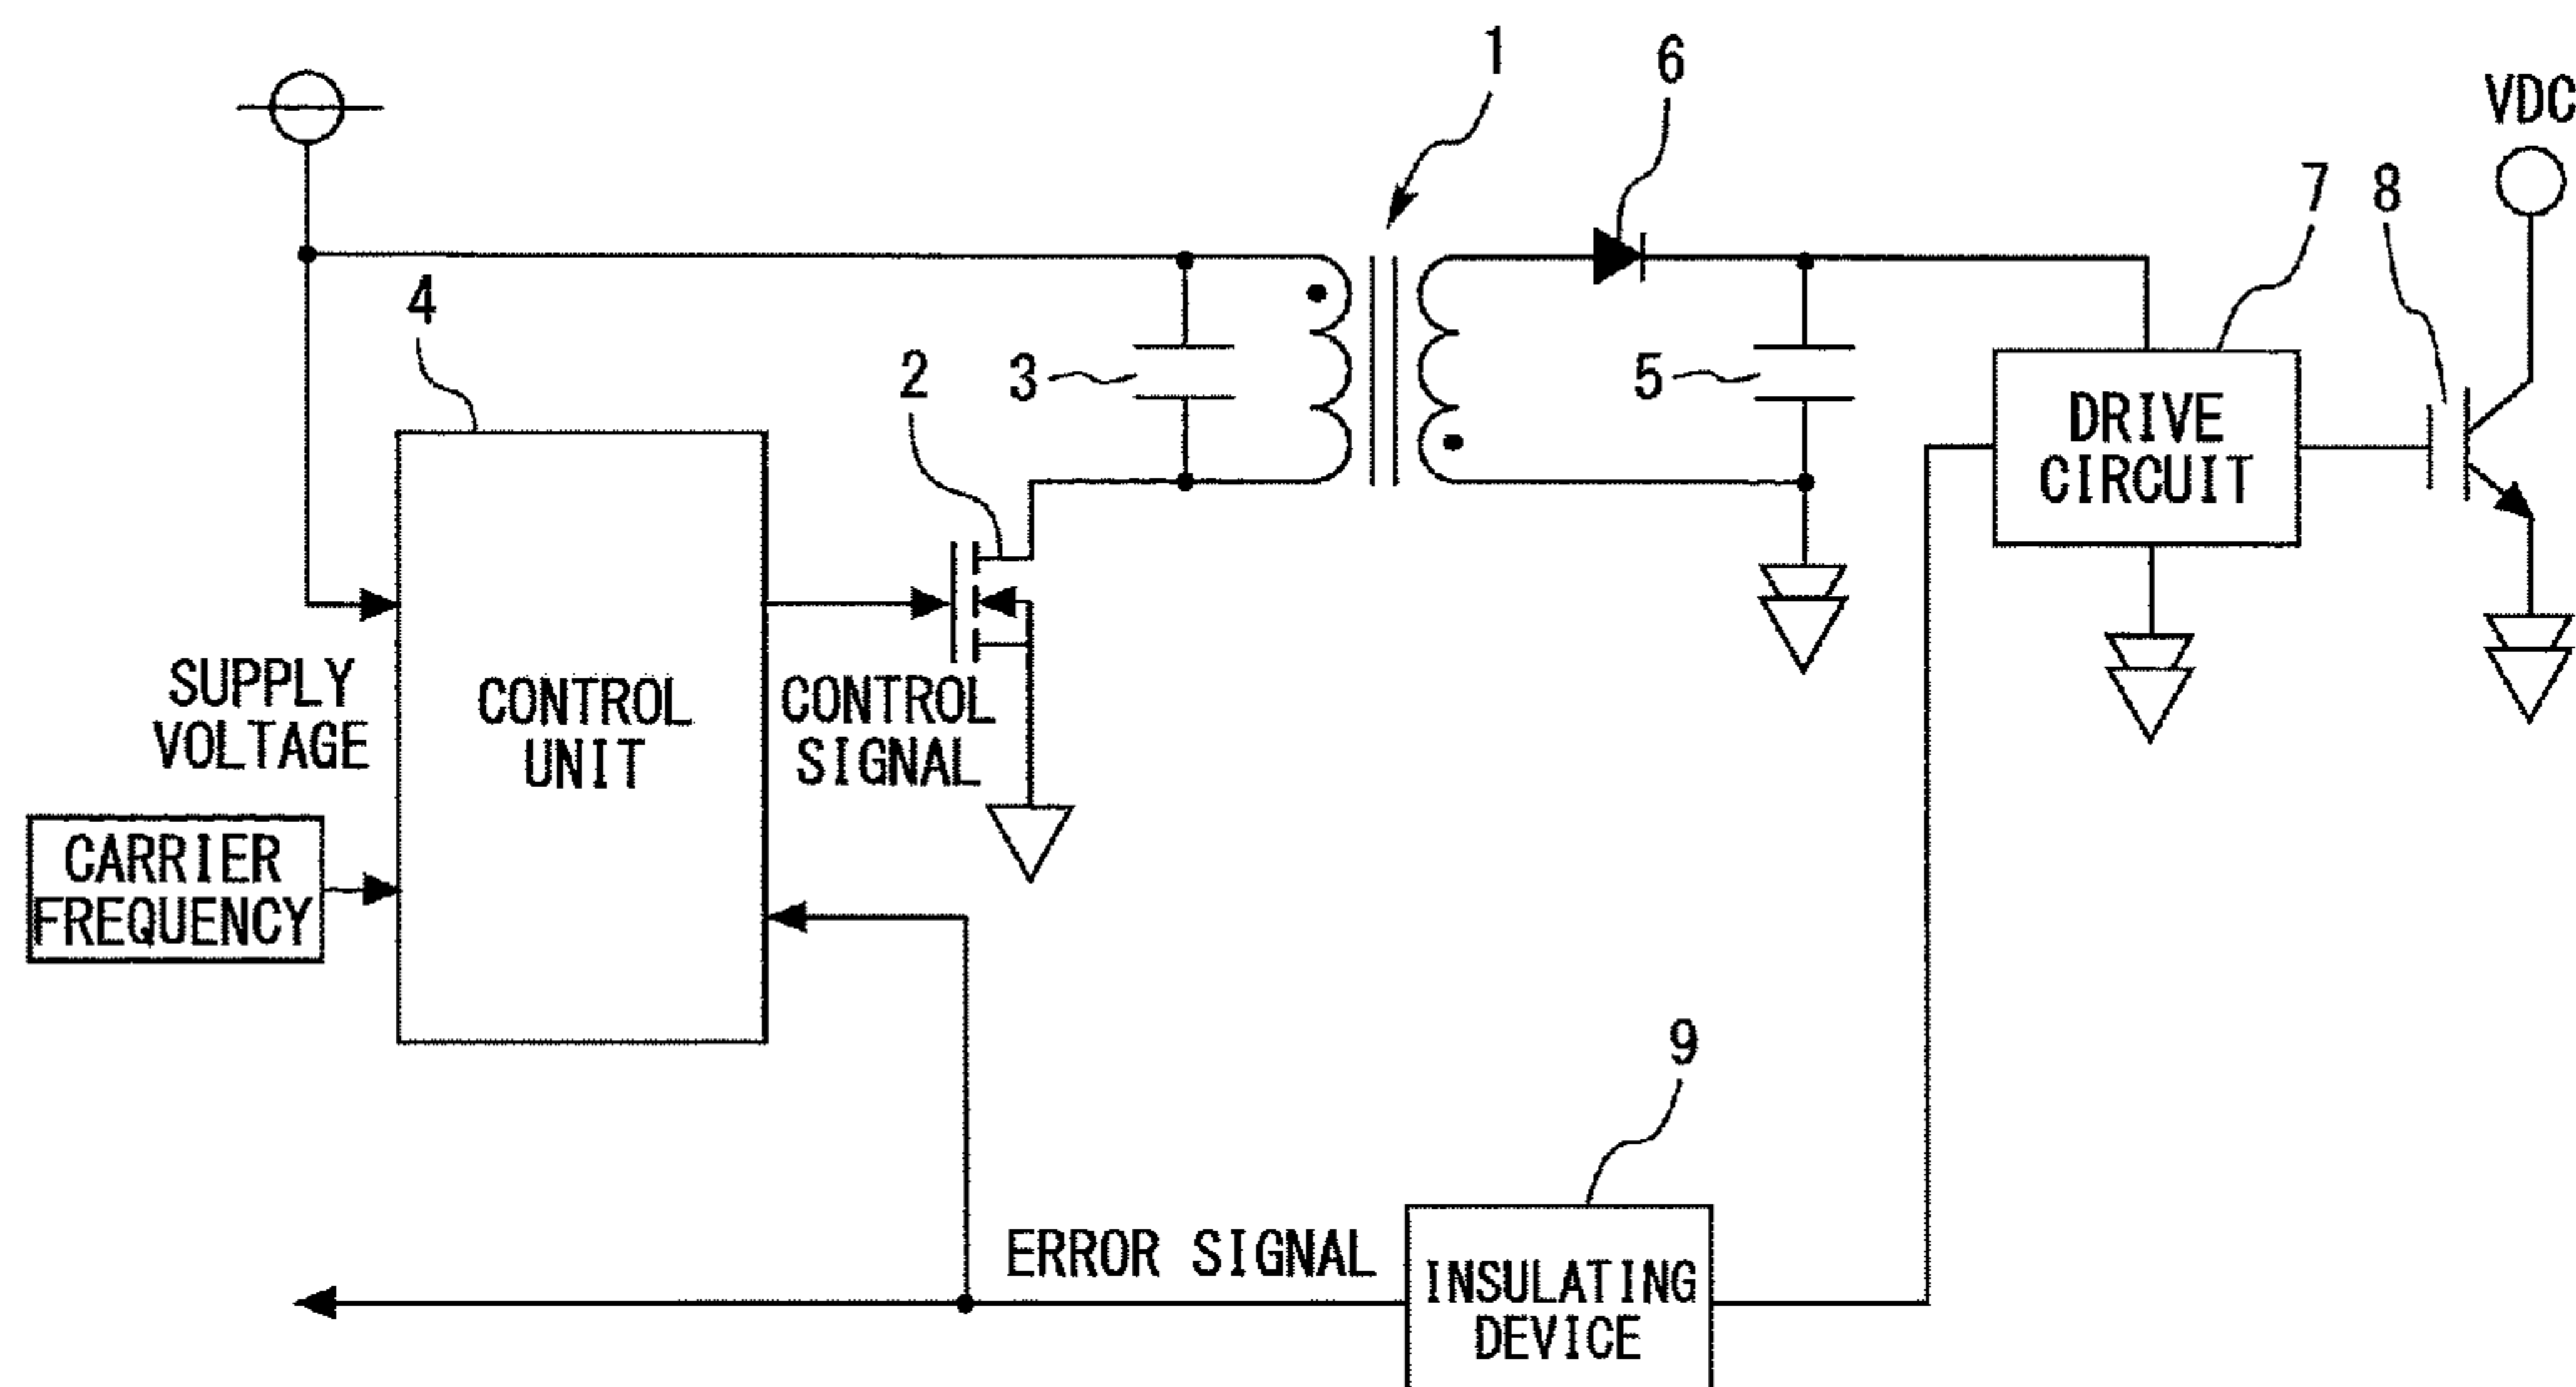 1
6
VDC
7
8
4
2
3
5
DRIVE
CIRCUIT
SUPPLY
VOLTAGE
CONTROL
UNIT
CONTROL
SIGNAL
CARRIER
FREQUENCY
9
ERROR SIGNAL
INSULATING
DEVICE